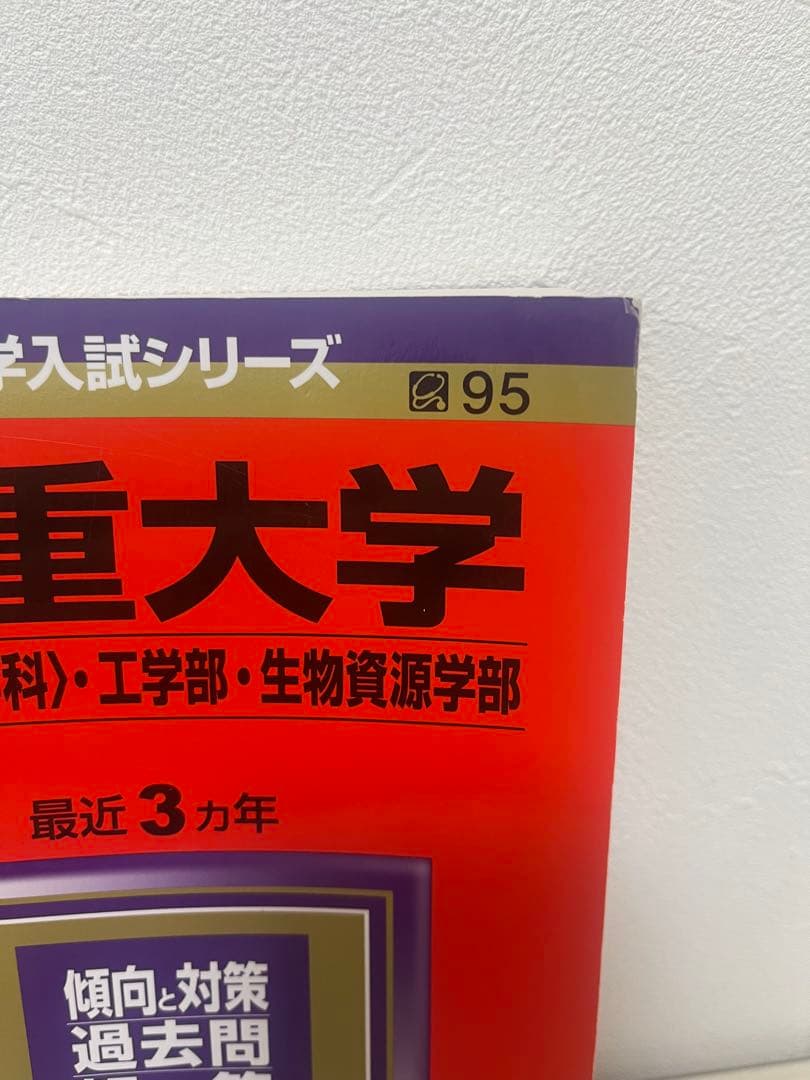 学入試シリーズ
95
重大学
科〉・工学部・生物資源学部
最近3ヵ年
傾向と対策
過去問